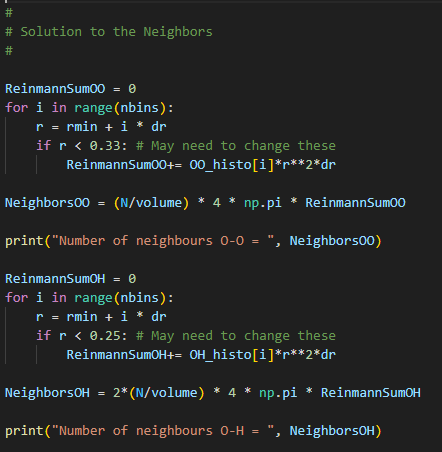 #
# Solution to the Neighbors
#
ReinmannSumOO = 0
for i in range(nbins):
    r = rmin + i * dr
    if r < 0.33: # May need to change these
        ReinmannSumOO+= OO_histo[i]*r**2*dr
NeighborsOO = (N/volume) * 4 * np.pi * ReinmannSumOO
print("Number of neighbours O-O = ", NeighborsOO)
ReinmannSumOH = 0
for i in range(nbins):
    r = rmin + i * dr
    if r < 0.25: # May need to change these
        ReinmannSumOH+= OH_histo[i]*r**2*dr
NeighborsOH = 2*(N/volume) * 4 * np.pi * ReinmannSumOH
print("Number of neighbours O-H = ", NeighborsOH)